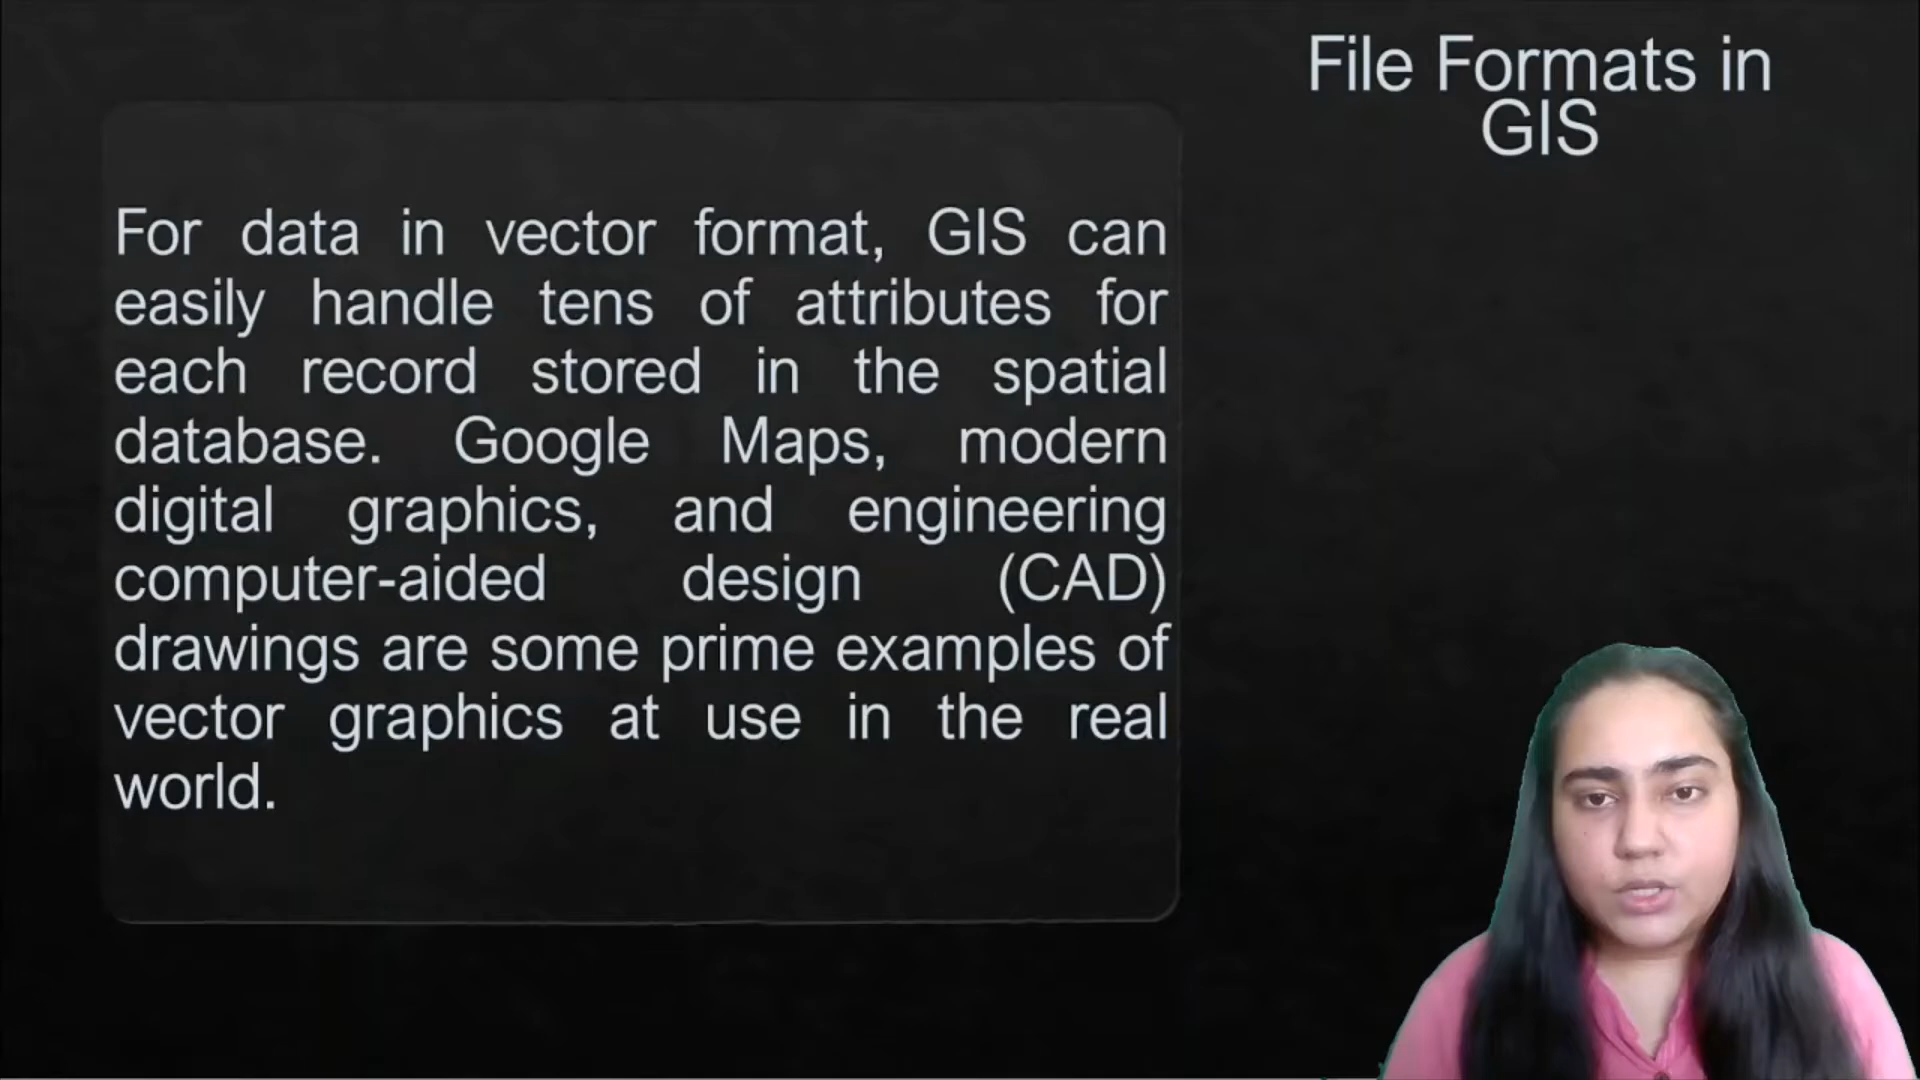 File Formats in
GIS
For data in vector format, GIS can
easily handle tens of attributes for
each record stored in the spatial
database. Google Maps, modern
digital graphics, and engineering
computer-aided design (CAD)
drawings are some prime examples of
vector graphics at use in the real
world.